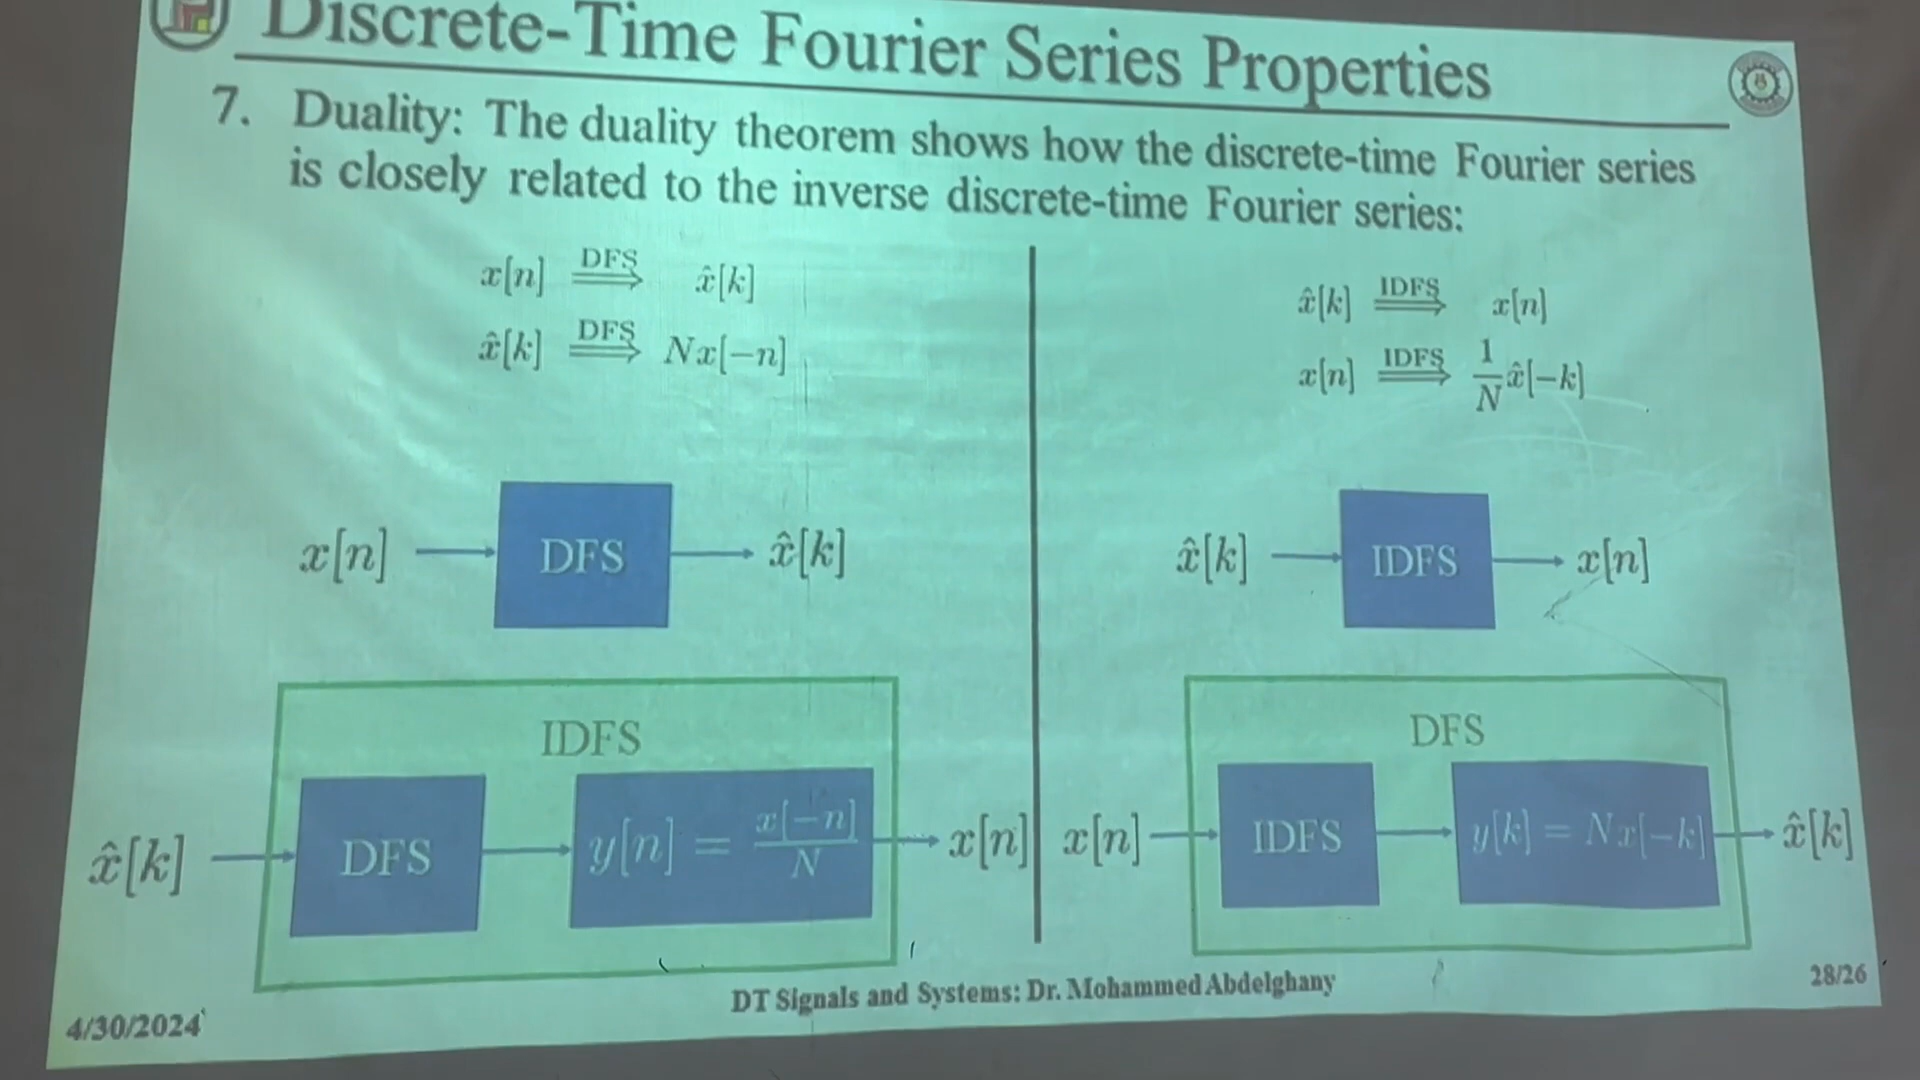 Discrete-Time Fourier Series Properties
7. Duality: The duality theorem shows how the discrete-time Fourier series
is closely related to the inverse discrete-time Fourier series:
x[n] DFS⟹ x̂[k]
x̂[k] DFS⟹ Nx[−n]
x̂[k] IDFS⟹ x[n]
x[n] IDFS⟹ 1/N x̂[−k]
x[n] → DFS → x̂[k]
x̂[k] → IDFS → x[n]
IDFS
x̂[k] → DFS → y[n] = x[−n]/N → x[n]
DFS
x[n] → IDFS → y[k] = Nx[−k] → x̂[k]
4/30/2024
DT Signals and Systems: Dr. Mohammed Abdelghany
28/26